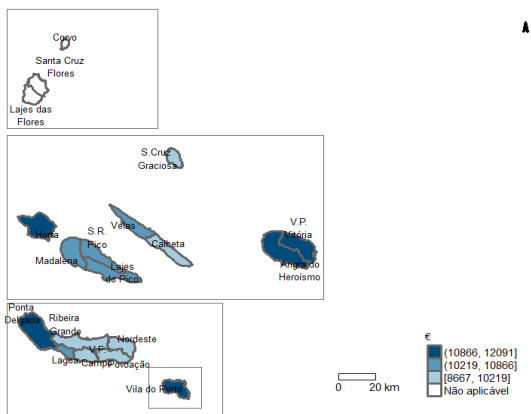 Corvo
Santa Cruz
Flores
Lajes das
Flores
S.Cruz
Graciosa
Velas
Calheta
Horta
S.R.
Pico
Madalena
Lajes
do Pico
V.P.
Vitória
Angra do
Heroísmo
Ponta
Delgada
Ribeira
Grande
Nordeste
V.F.
Lagoa
Campo
Povoação
Vila do Porto
0 20 km
€
(10866, 12091]
(10219, 10866]
[8667, 10219]
Não aplicável